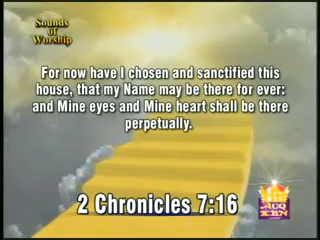 Sounds
of
Worship
For now have I chosen and sanctified this
house, that my Name may be there for ever:
and Mine eyes and Mine heart shall be there
perpetually.
2 Chronicles 7:16
KBN